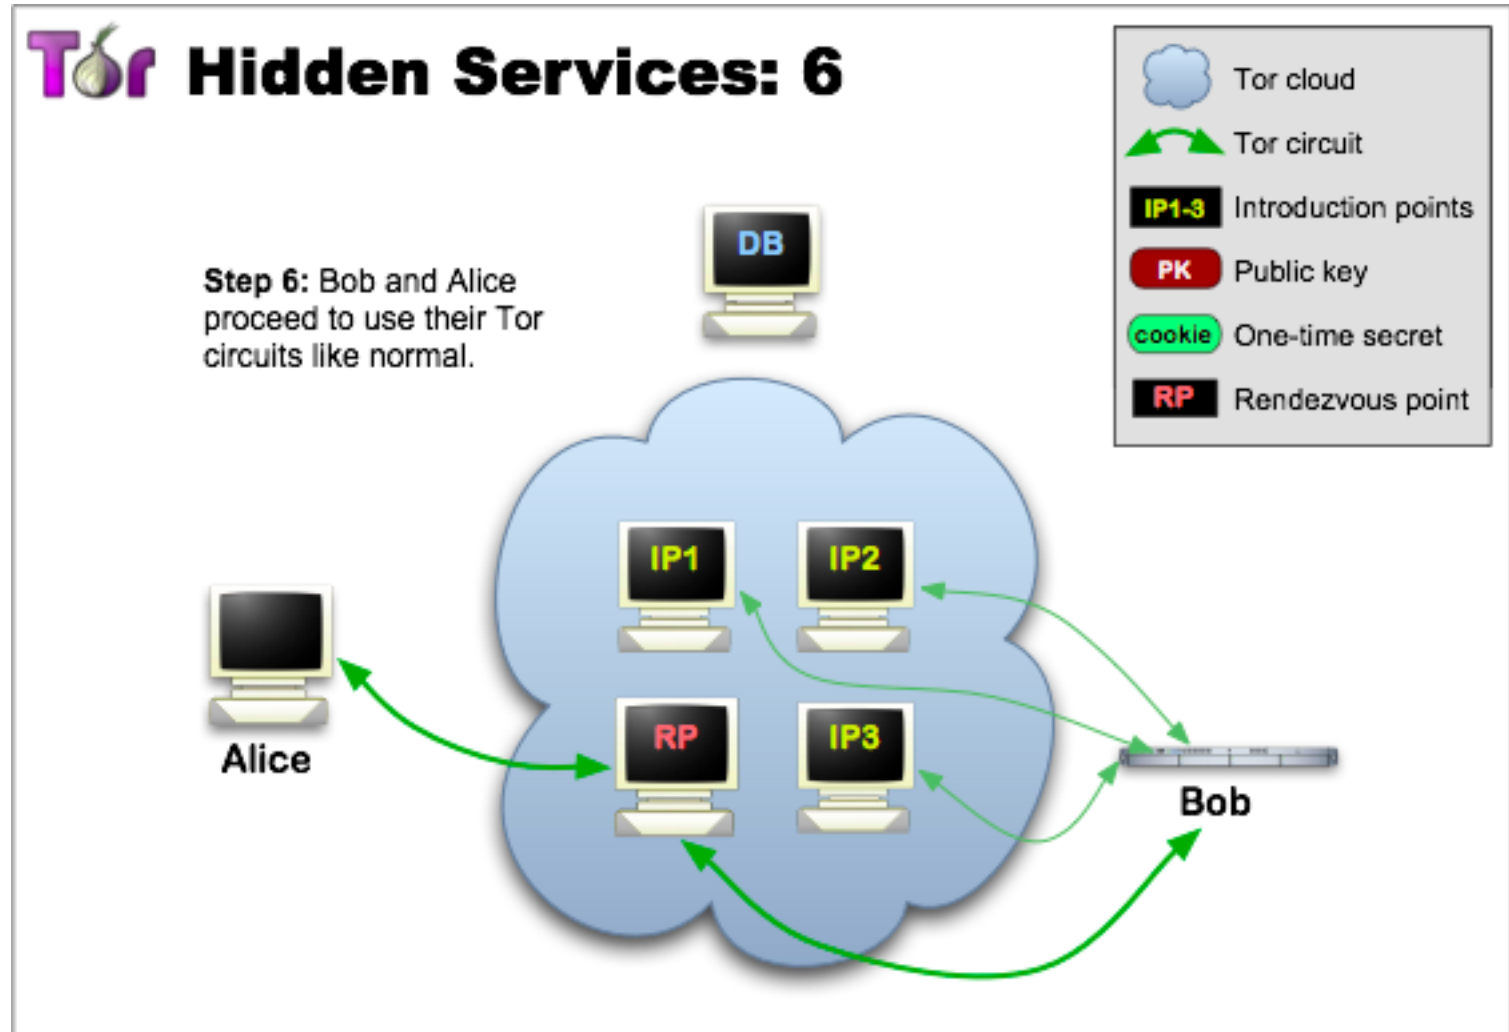 Tor Hidden Services: 6
Step 6: Bob and Alice
proceed to use their Tor
circuits like normal.
Tor cloud
Tor circuit
IP1-3 Introduction points
PK Public key
cookie One-time secret
RP Rendezvous point
DB
IP1
IP2
RP
IP3
Alice
Bob